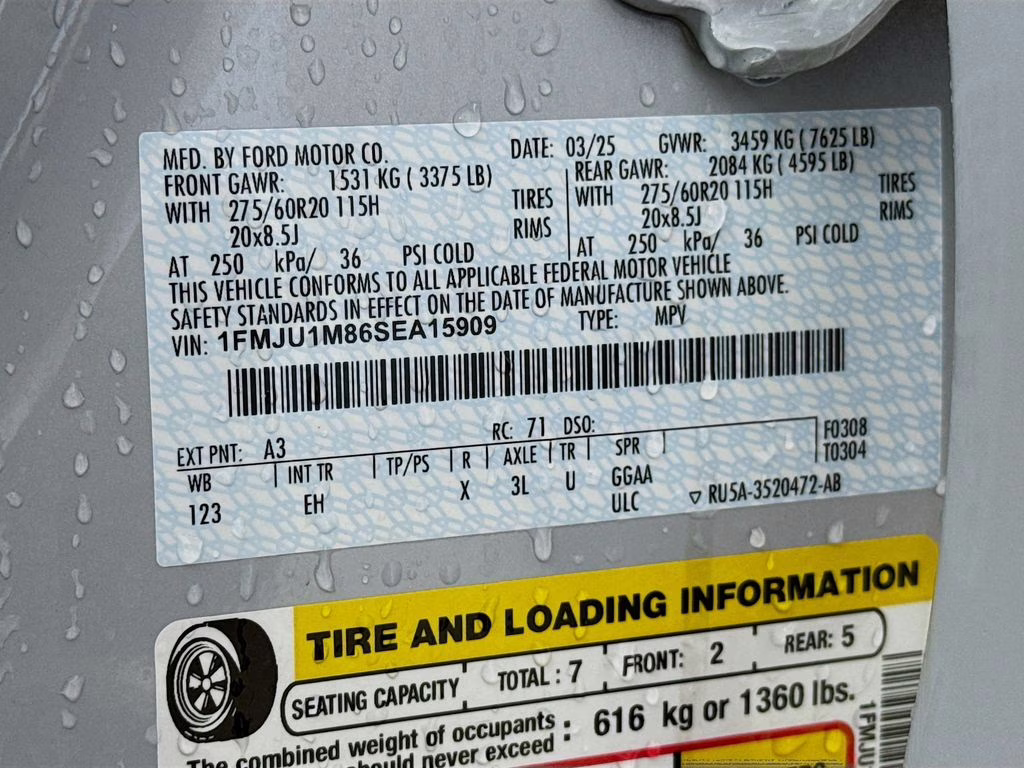 MFD. BY FORD MOTOR CO. DATE: 03/25 GVWR: 3459 KG ( 7625 LB)
FRONT GAWR: 1531 KG ( 3375 LB) REAR GAWR: 2084 KG ( 4595 LB)
WITH 275/60R20 115H TIRES WITH 275/60R20 115H TIRES
20x8.5J RIMS 20x8.5J RIMS
AT 250 kPa/ 36 PSI COLD AT 250 kPa/ 36 PSI COLD
THIS VEHICLE CONFORMS TO ALL APPLICABLE FEDERAL MOTOR VEHICLE
SAFETY STANDARDS IN EFFECT ON THE DATE OF MANUFACTURE SHOWN ABOVE.
VIN: 1FMJU1M86SEA15909 TYPE: MPV
EXT PNT: A3 RC: 71 DSO: F0308
WB INT TR TP/PS R AXLE TR SPR T0304
123 EH X 3L U GGAA
ULC ▽ RU5A-3520472-AB
TIRE AND LOADING INFORMATION
SEATING CAPACITY TOTAL : 7 FRONT: 2 REAR: 5
The combined weight of occupants : 616 kg or 1360 lbs.
should never exceed
1FMJU